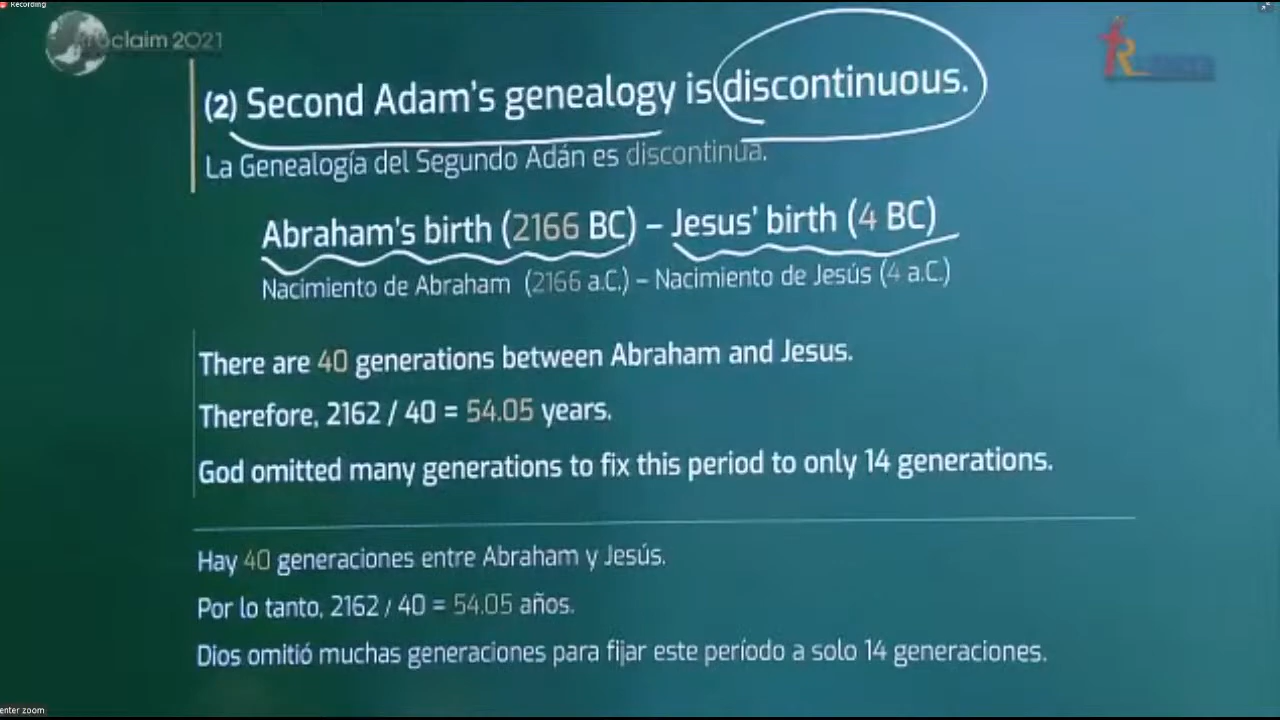 Recording
Proclaim 2021
(2) Second Adam's genealogy is discontinuous.
La Genealogía del Segundo Adán es discontinua.
Abraham's birth (2166 BC) – Jesus' birth (4 BC)
Nacimiento de Abraham (2166 a.C.) – Nacimiento de Jesús (4 a.C.)
There are 40 generations between Abraham and Jesus.
Therefore, 2162 / 40 = 54.05 years.
God omitted many generations to fix this period to only 14 generations.
Hay 40 generaciones entre Abraham y Jesús.
Por lo tanto, 2162 / 40 = 54.05 años.
Dios omitió muchas generaciones para fijar este período a solo 14 generaciones.
enter zoom